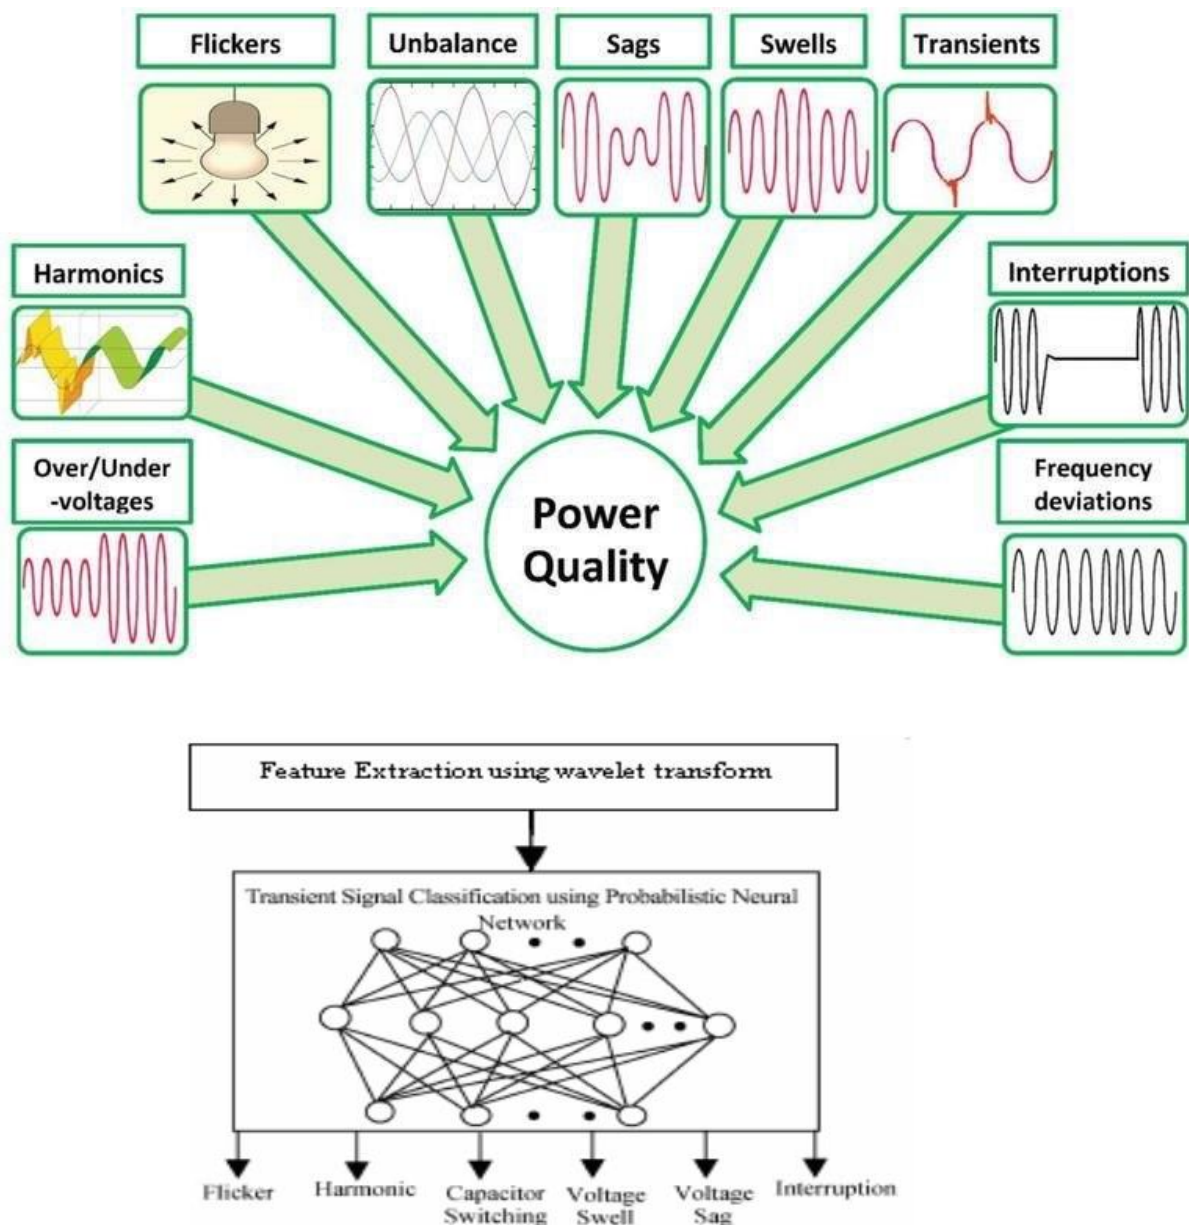 Flickers
Unbalance
Sags
Swells
Transients
Harmonics
Interruptions
Over/Under
-voltages
Frequency
deviations
Power
Quality
Feature Extraction using wavelet transform
Transient Signal Classification using Probabilistic Neural
Network
Flicker
Harmonic
Capacitor
Switching
Voltage
Swell
Voltage
Sag
Interruption